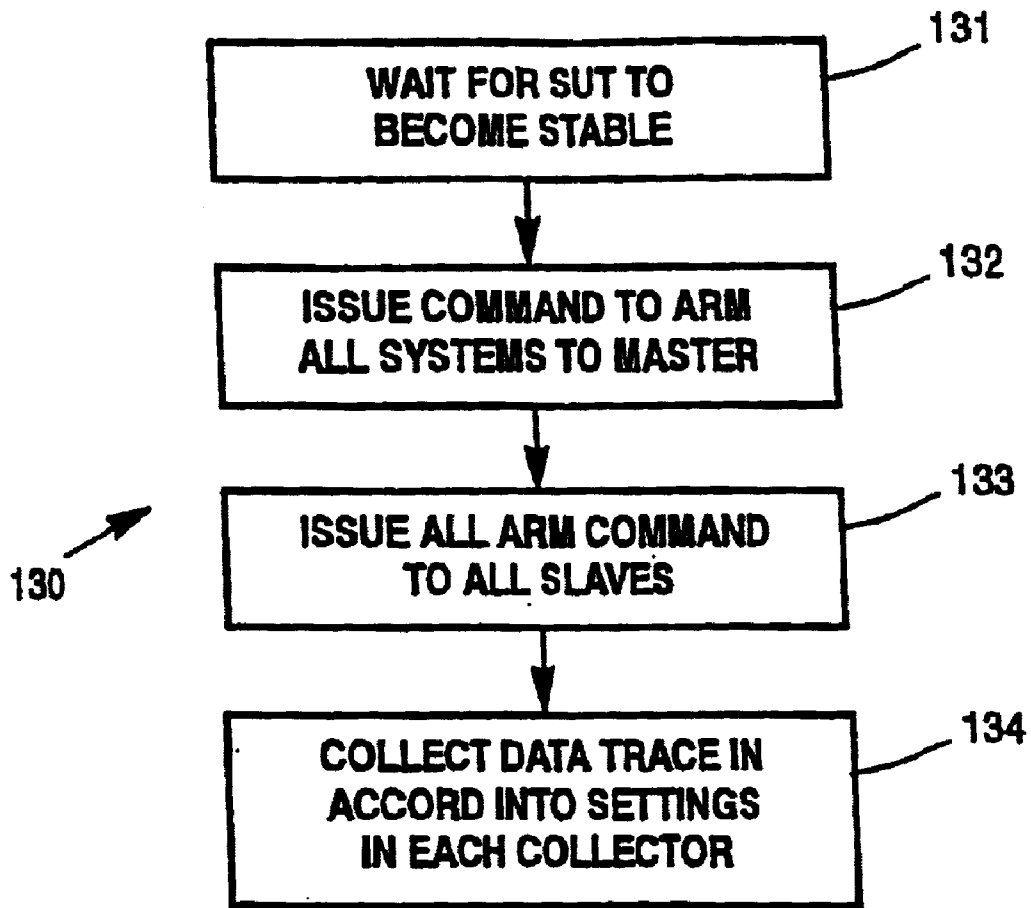 131
WAIT FOR SUT TO
BECOME STABLE
132
ISSUE COMMAND TO ARM
ALL SYSTEMS TO MASTER
133
ISSUE ALL ARM COMMAND
TO ALL SLAVES
130
134
COLLECT DATA TRACE IN
ACCORD INTO SETTINGS
IN EACH COLLECTOR